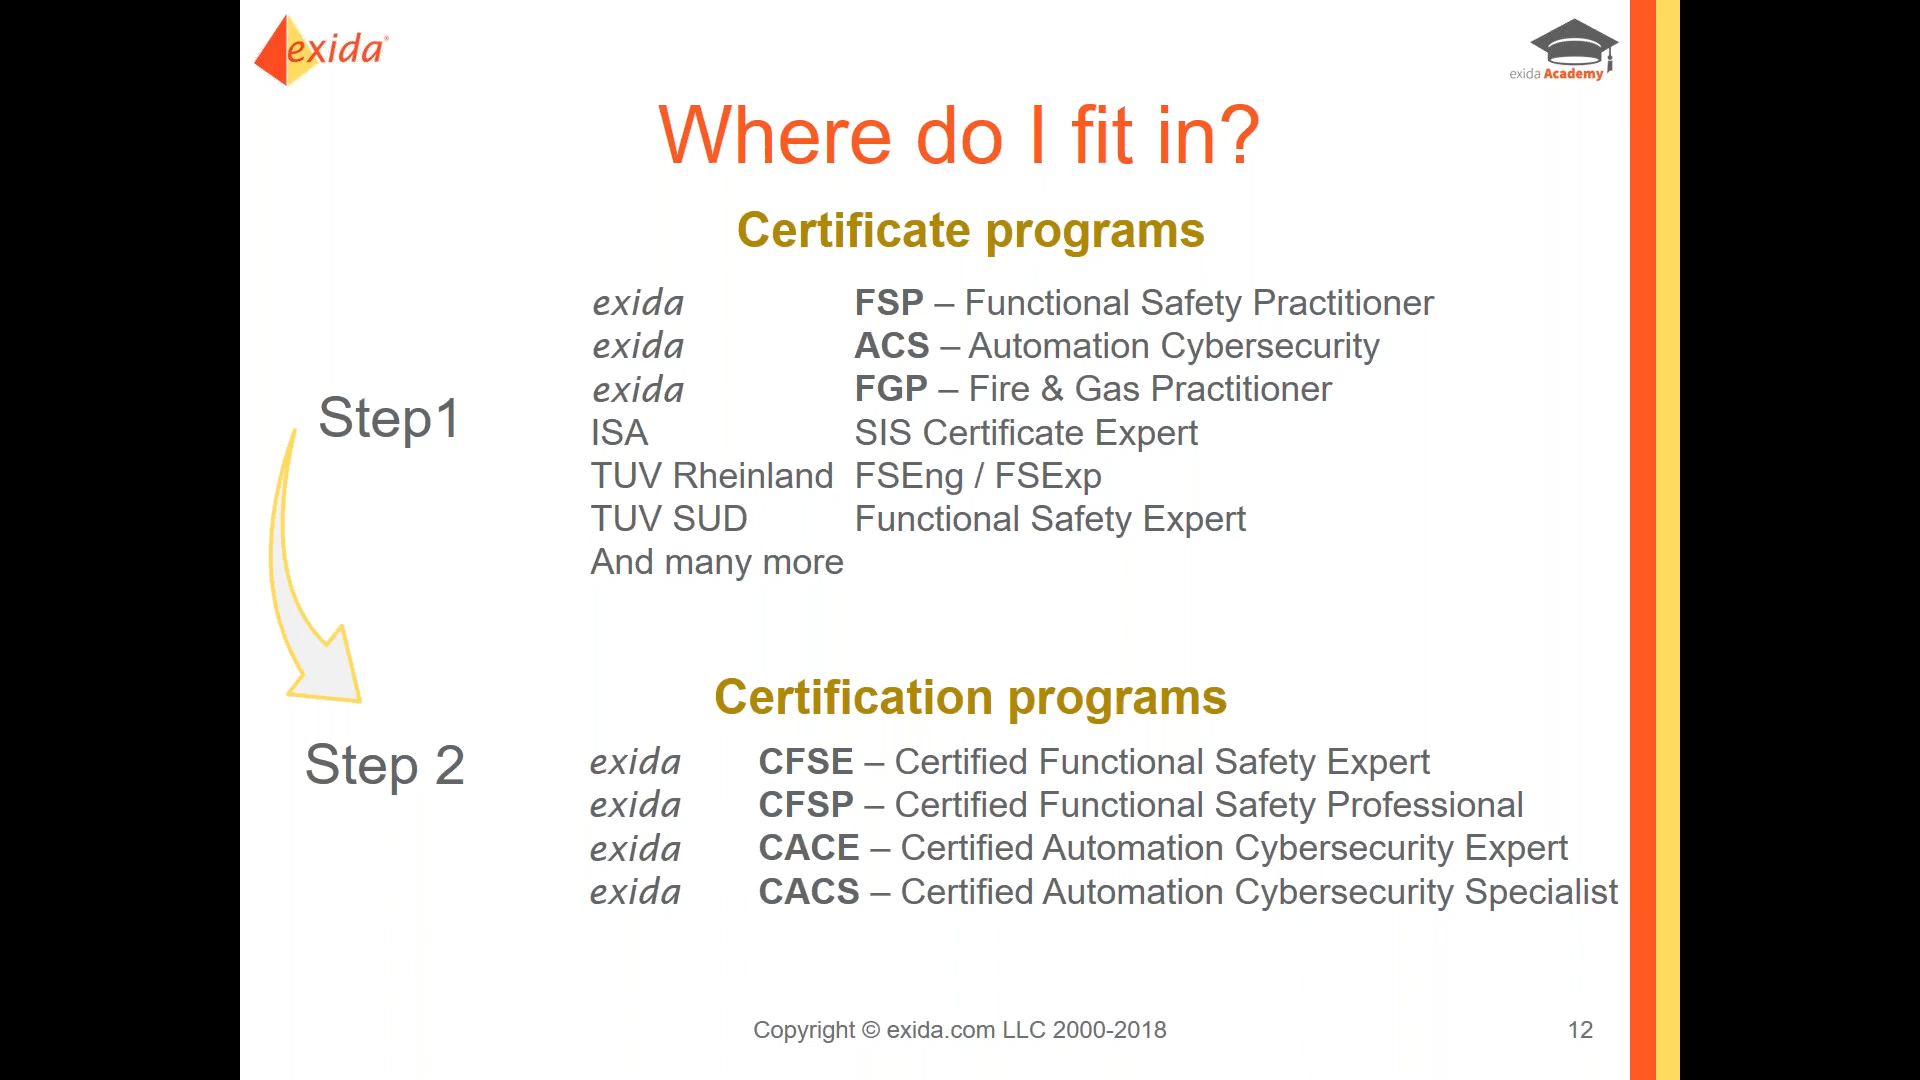 exida
exida Academy
Where do I fit in?
Certificate programs
exida FSP – Functional Safety Practitioner
exida ACS – Automation Cybersecurity
exida FGP – Fire & Gas Practitioner
Step1
ISA SIS Certificate Expert
TUV Rheinland FSEng / FSExp
TUV SUD Functional Safety Expert
And many more
Certification programs
Step 2
exida CFSE – Certified Functional Safety Expert
exida CFSP – Certified Functional Safety Professional
exida CACE – Certified Automation Cybersecurity Expert
exida CACS – Certified Automation Cybersecurity Specialist
Copyright © exida.com LLC 2000-2018
12